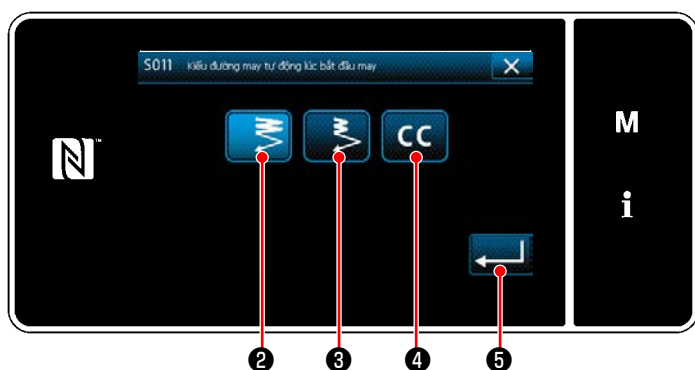 S011 Kiểu đường may tự động lúc bắt đầu may
CC
M
i
❷ ❸ ❹ ❺